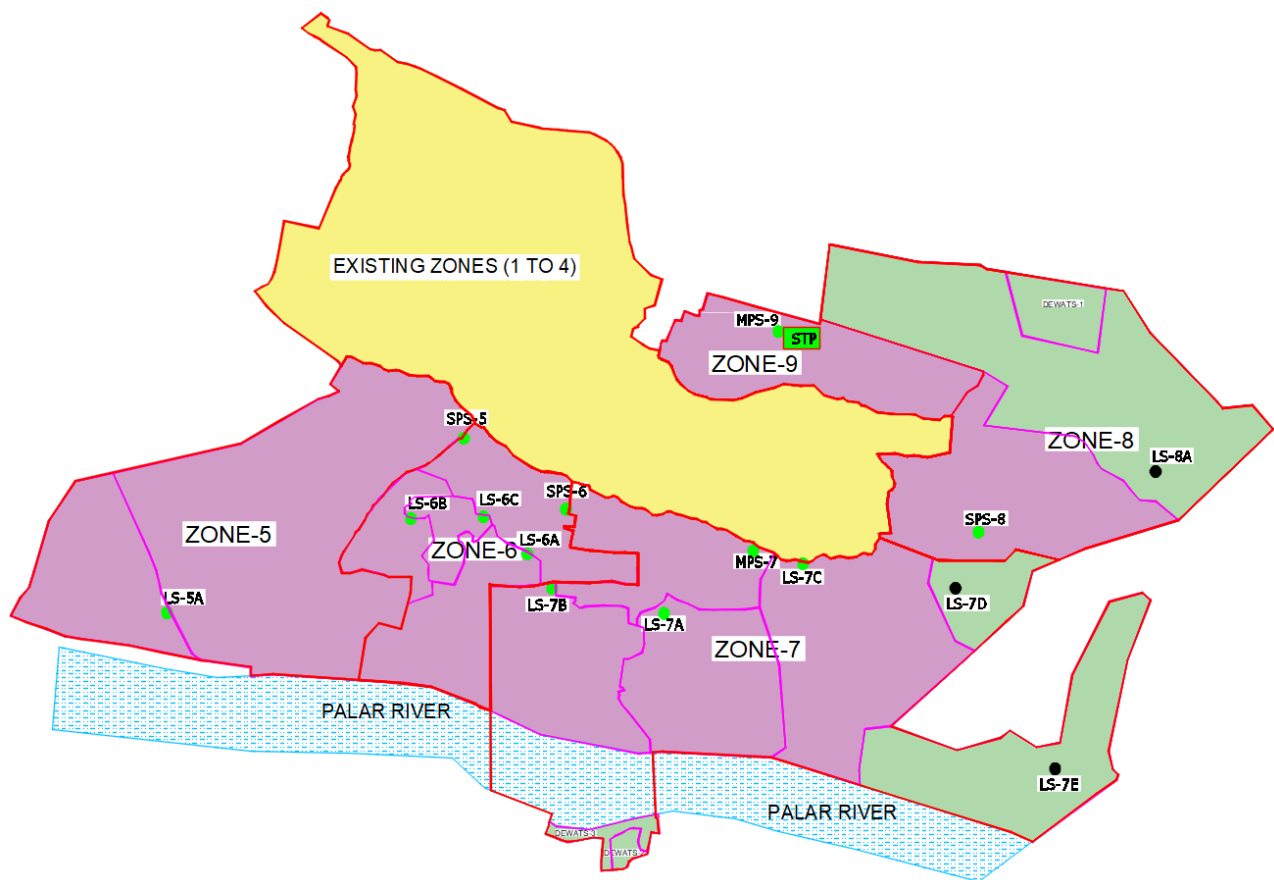 EXISTING ZONES (1 TO 4)
DEWATS 1
MPS-9
STP
ZONE-9
SPS-5
ZONE-8
LS-8A
LS-6B
LS-6C
SPS-6
SPS-8
ZONE-5
ZONE-6
LS-6A
MPS-7
LS-7C
LS-5A
LS-7B
LS-7D
LS-7A
ZONE-7
PALAR RIVER
LS-7E
PALAR RIVER
DEWATS 3
DEWATS